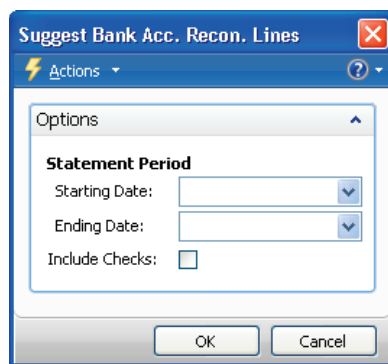 Suggest Bank Acc. Recon. Lines
Actions
Options
Statement Period
Starting Date:
Ending Date:
Include Checks:
OK Cancel